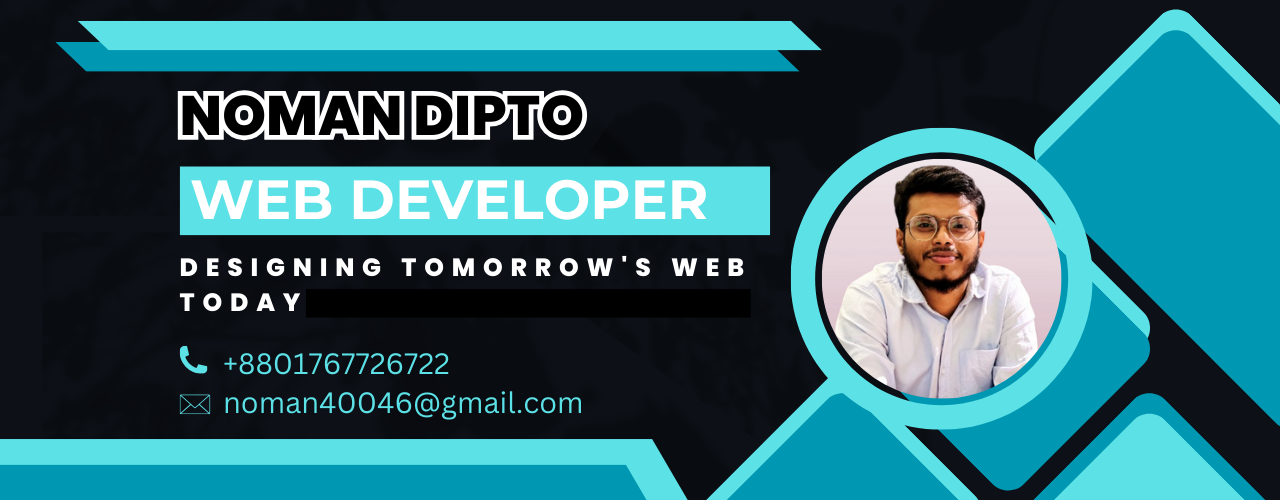 NOMAN DIPTO
WEB DEVELOPER
DESIGNING TOMORROW'S WEB
TODAY
+8801767726722
noman40046@gmail.com